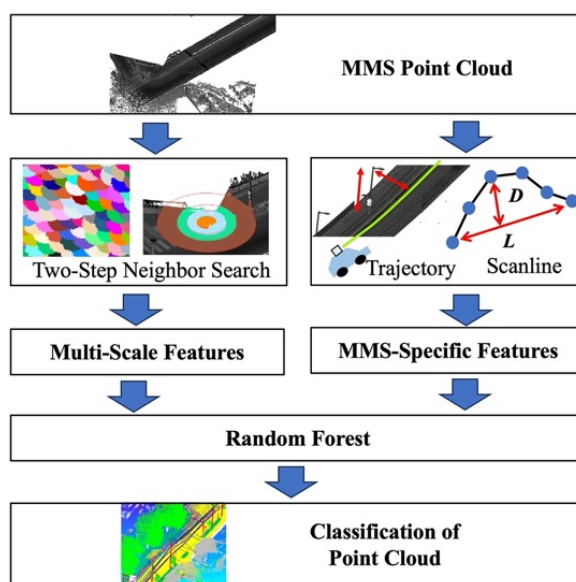 MMS Point Cloud
Two-Step Neighbor Search
Trajectory
Scanline
D
L
Multi-Scale Features
MMS-Specific Features
Random Forest
Classification of
Point Cloud